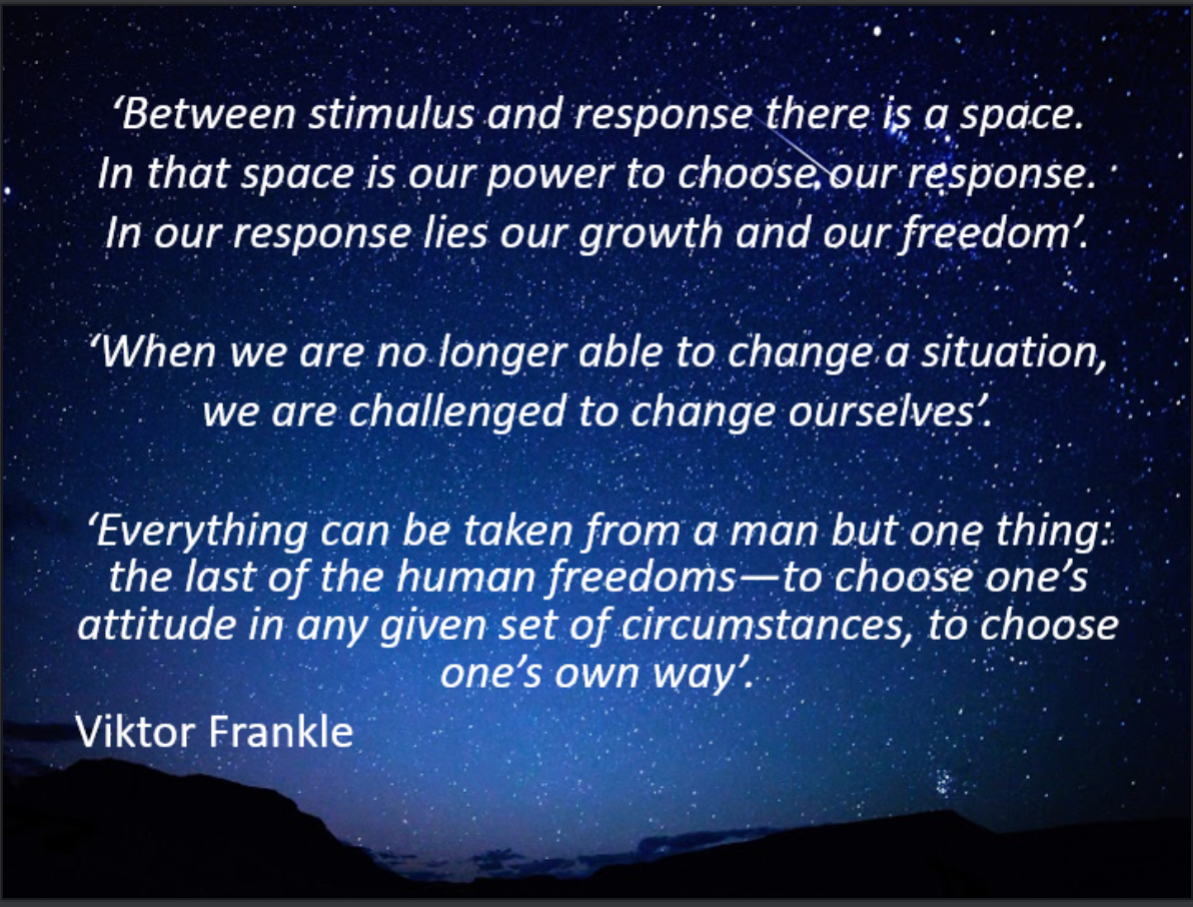 ‘Between stimulus and response there is a space.
In that space is our power to choose our response.
In our response lies our growth and our freedom’.
‘When we are no longer able to change a situation,
we are challenged to change ourselves’.
‘Everything can be taken from a man but one thing:
the last of the human freedoms—to choose one’s
attitude in any given set of circumstances, to choose
one’s own way’.
Viktor Frankle